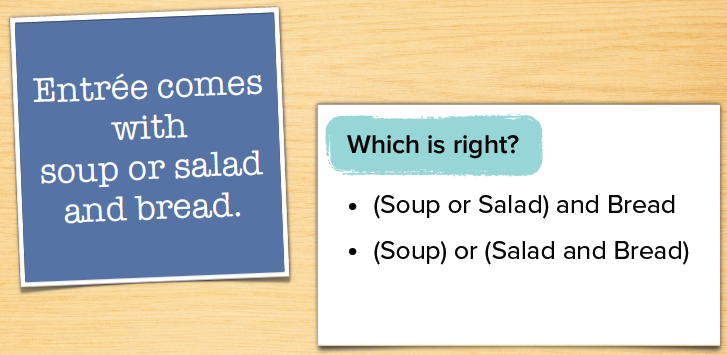 Entrée comes
with
soup or salad
and bread.
Which is right?
• (Soup or Salad) and Bread
• (Soup) or (Salad and Bread)